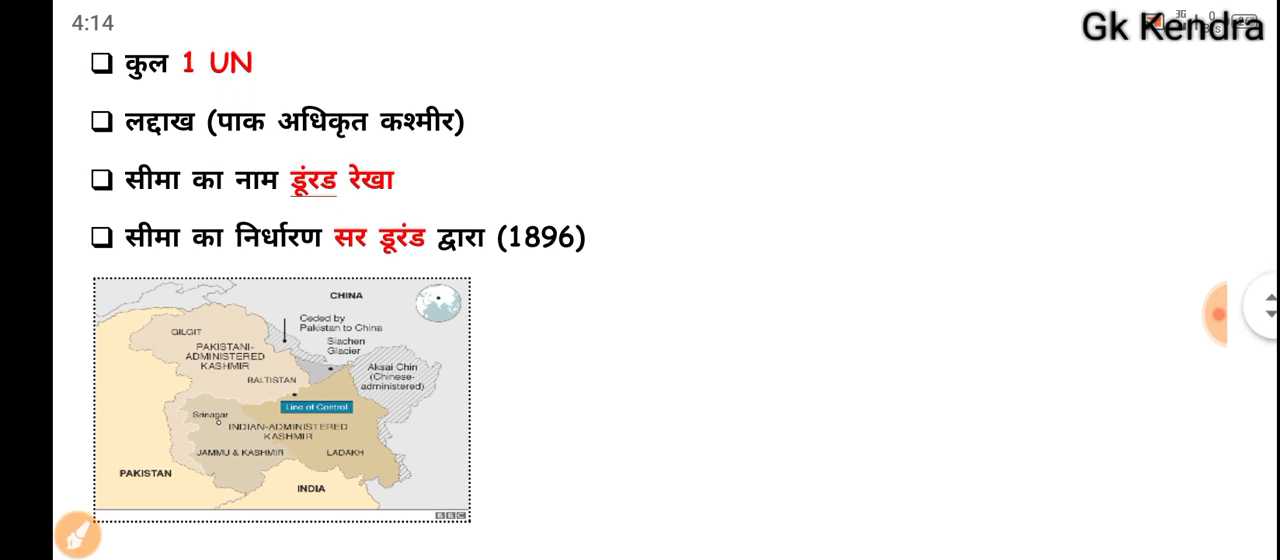 4:14
Gk Kendra
❑ कुल 1 UN
❑ लद्दाख (पाक अधिकृत कश्मीर)
❑ सीमा का नाम डूंरड रेखा
❑ सीमा का निर्धारण सर डूरंड द्वारा (1896)
CHINA
Ceded by
Pakistan to China
GILGIT
Siachen
Glacier
PAKISTANI-
ADMINISTERED
KASHMIR
Aksai Chin
(Chinese-
administered)
BALTISTAN
Line of Control
Srinagar
INDIAN-ADMINISTERED
KASHMIR
JAMMU & KASHMIR
LADAKH
PAKISTAN
INDIA
BBC